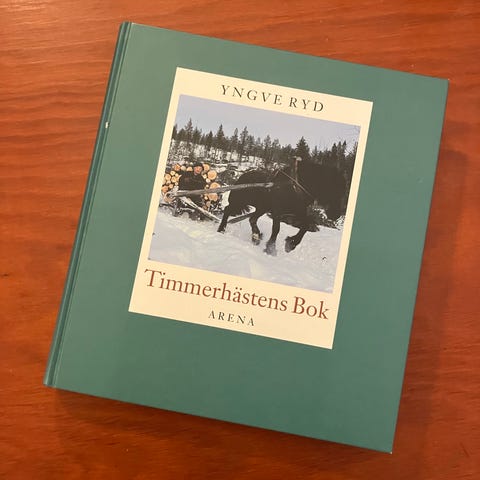 YNGVE RYD
Timmerhästens Bok
ARENA